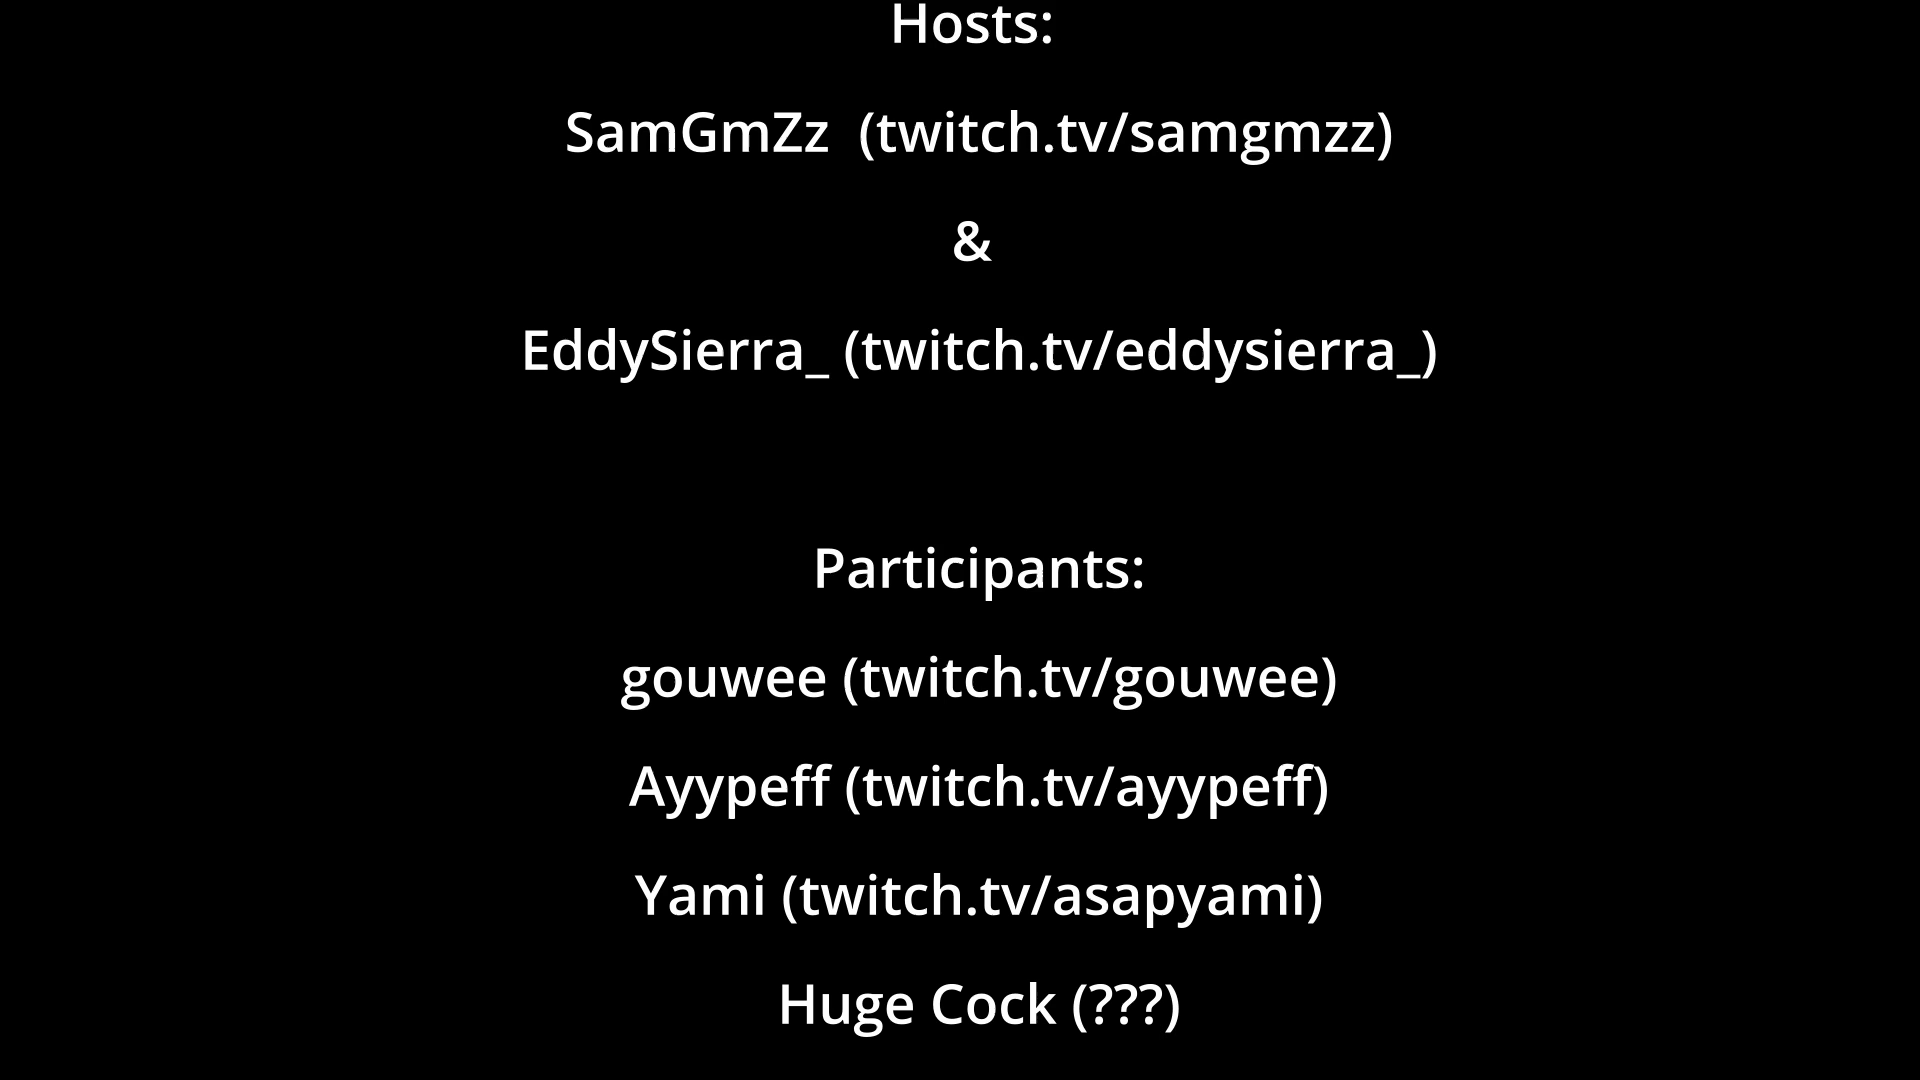 Hosts:
SamGmZz  (twitch.tv/samgmzz)
&
EddySierra_ (twitch.tv/eddysierra_)
Participants:
gouwee (twitch.tv/gouwee)
Ayypeff (twitch.tv/ayypeff)
Yami (twitch.tv/asapyami)
Huge Cock (???)